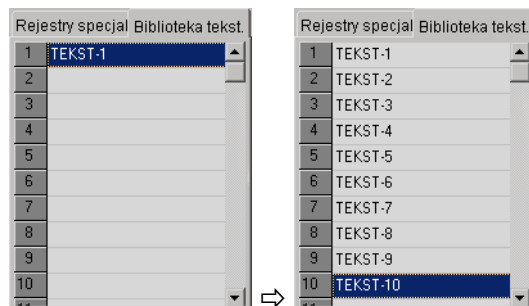 Rejestry specjal Biblioteka tekst.
1 TEKST-1
2
3
4
5
6
7
8
9
10
11
⇨
Rejestry specjal Biblioteka tekst.
1 TEKST-1
2 TEKST-2
3 TEKST-3
4 TEKST-4
5 TEKST-5
6 TEKST-6
7 TEKST-7
8 TEKST-8
9 TEKST-9
10 TEKST-10
11